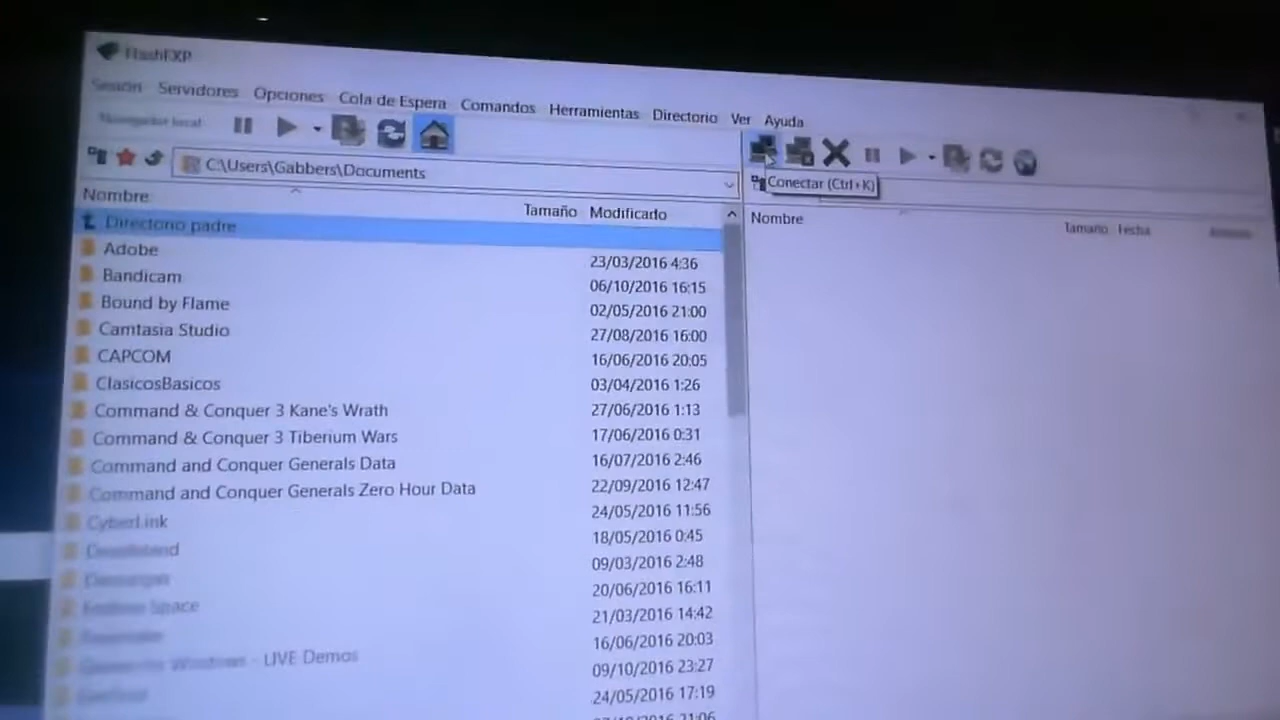 FlashFXP
Sesión Servidores Opciones Cola de Espera Comandos Herramientas Directorio Ver Ayuda
Navegador local
C:\Users\Gabbers\Documents
Conectar (Ctrl+K)
Nombre Tamaño Modificado
Nombre Tamaño Fecha
Directorio padre
Adobe 23/03/2016 4:36
Bandicam 06/10/2016 16:15
Bound by Flame 02/05/2016 21:00
Camtasia Studio 27/08/2016 16:00
CAPCOM 16/06/2016 20:05
ClasicosBasicos 03/04/2016 1:26
Command & Conquer 3 Kane's Wrath 27/06/2016 1:13
Command & Conquer 3 Tiberium Wars 17/06/2016 0:31
Command and Conquer Generals Data 16/07/2016 2:46
Command and Conquer Generals Zero Hour Data 22/09/2016 12:47
CyberLink 24/05/2016 11:56
18/05/2016 0:45
09/03/2016 2:48
Space 20/06/2016 16:11
21/03/2016 14:42
Windows - LIVE Demos 16/06/2016 20:03
09/10/2016 23:27
24/05/2016 17:19